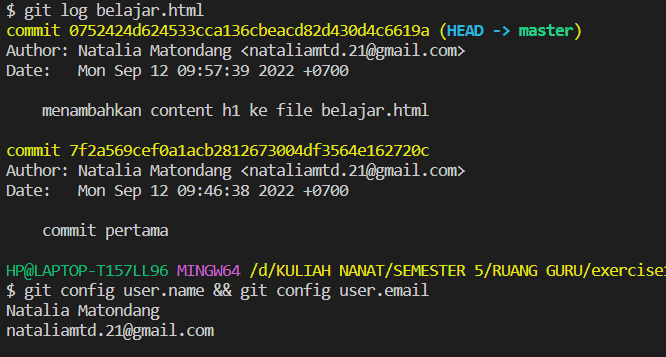 $ git log belajar.html
commit 0752424d624533cca136cbeacd82d430d4c6619a (HEAD -> master)
Author: Natalia Matondang <nataliamtd.21@gmail.com>
Date:   Mon Sep 12 09:57:39 2022 +0700
    menambahkan content h1 ke file belajar.html
commit 7f2a569cef0a1acb2812673004df3564e162720c
Author: Natalia Matondang <nataliamtd.21@gmail.com>
Date:   Mon Sep 12 09:46:38 2022 +0700
    commit pertama
HP@LAPTOP-T157LL96 MINGW64 /d/KULIAH NANAT/SEMESTER 5/RUANG GURU/exercise1
$ git config user.name && git config user.email
Natalia Matondang
nataliamtd.21@gmail.com